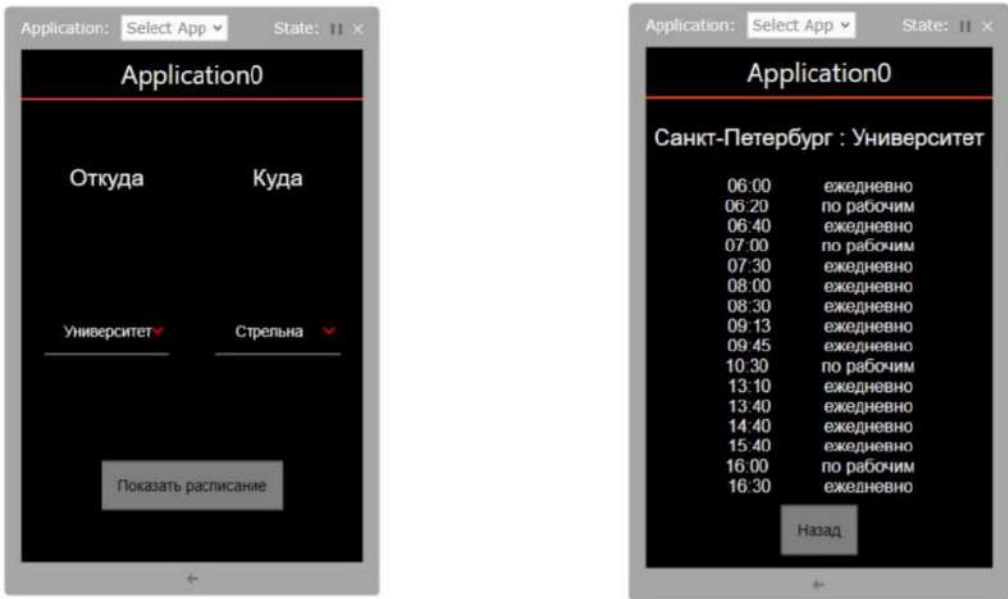 Application: Select App State:
Application0
Откуда Куда
Университет Стрельна
Показать расписание
Application: Select App State:
Application0
Санкт-Петербург : Университет
06:00 ежедневно
06:20 по рабочим
06:40 ежедневно
07:00 по рабочим
07:30 ежедневно
08:00 ежедневно
08:30 ежедневно
09:13 ежедневно
09:45 ежедневно
10:30 по рабочим
13:10 ежедневно
13:40 ежедневно
14:40 ежедневно
15:40 ежедневно
16:00 по рабочим
16:30 ежедневно
Назад